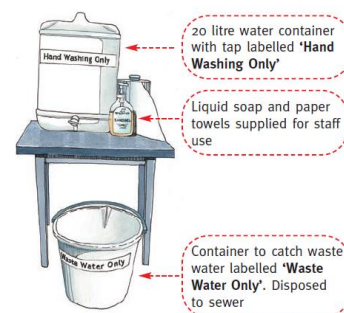 20 litre water container
with tap labelled 'Hand
Washing Only'
Hand Washing Only
Liquid soap and paper
towels supplied for staff
use
Container to catch waste
water labelled 'Waste
Water Only'. Disposed
to sewer
Waste Water Only